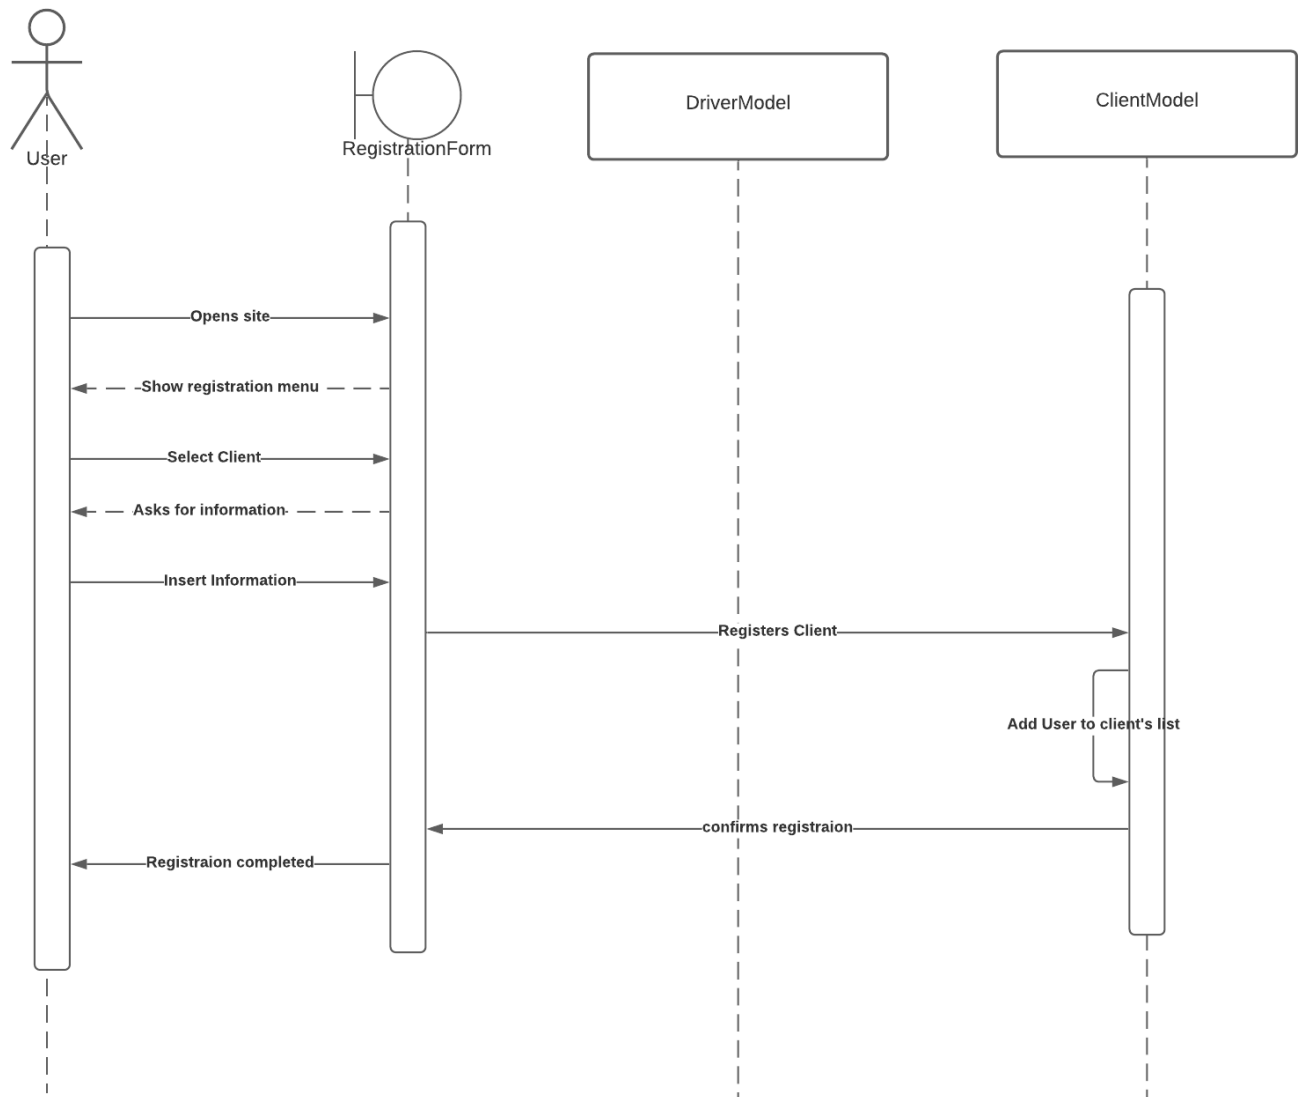 User
RegistrationForm
DriverModel
ClientModel
Opens site
Show registration menu
Select Client
Asks for information
Insert Information
Registers Client
Add User to client's list
confirms registraion
Registraion completed